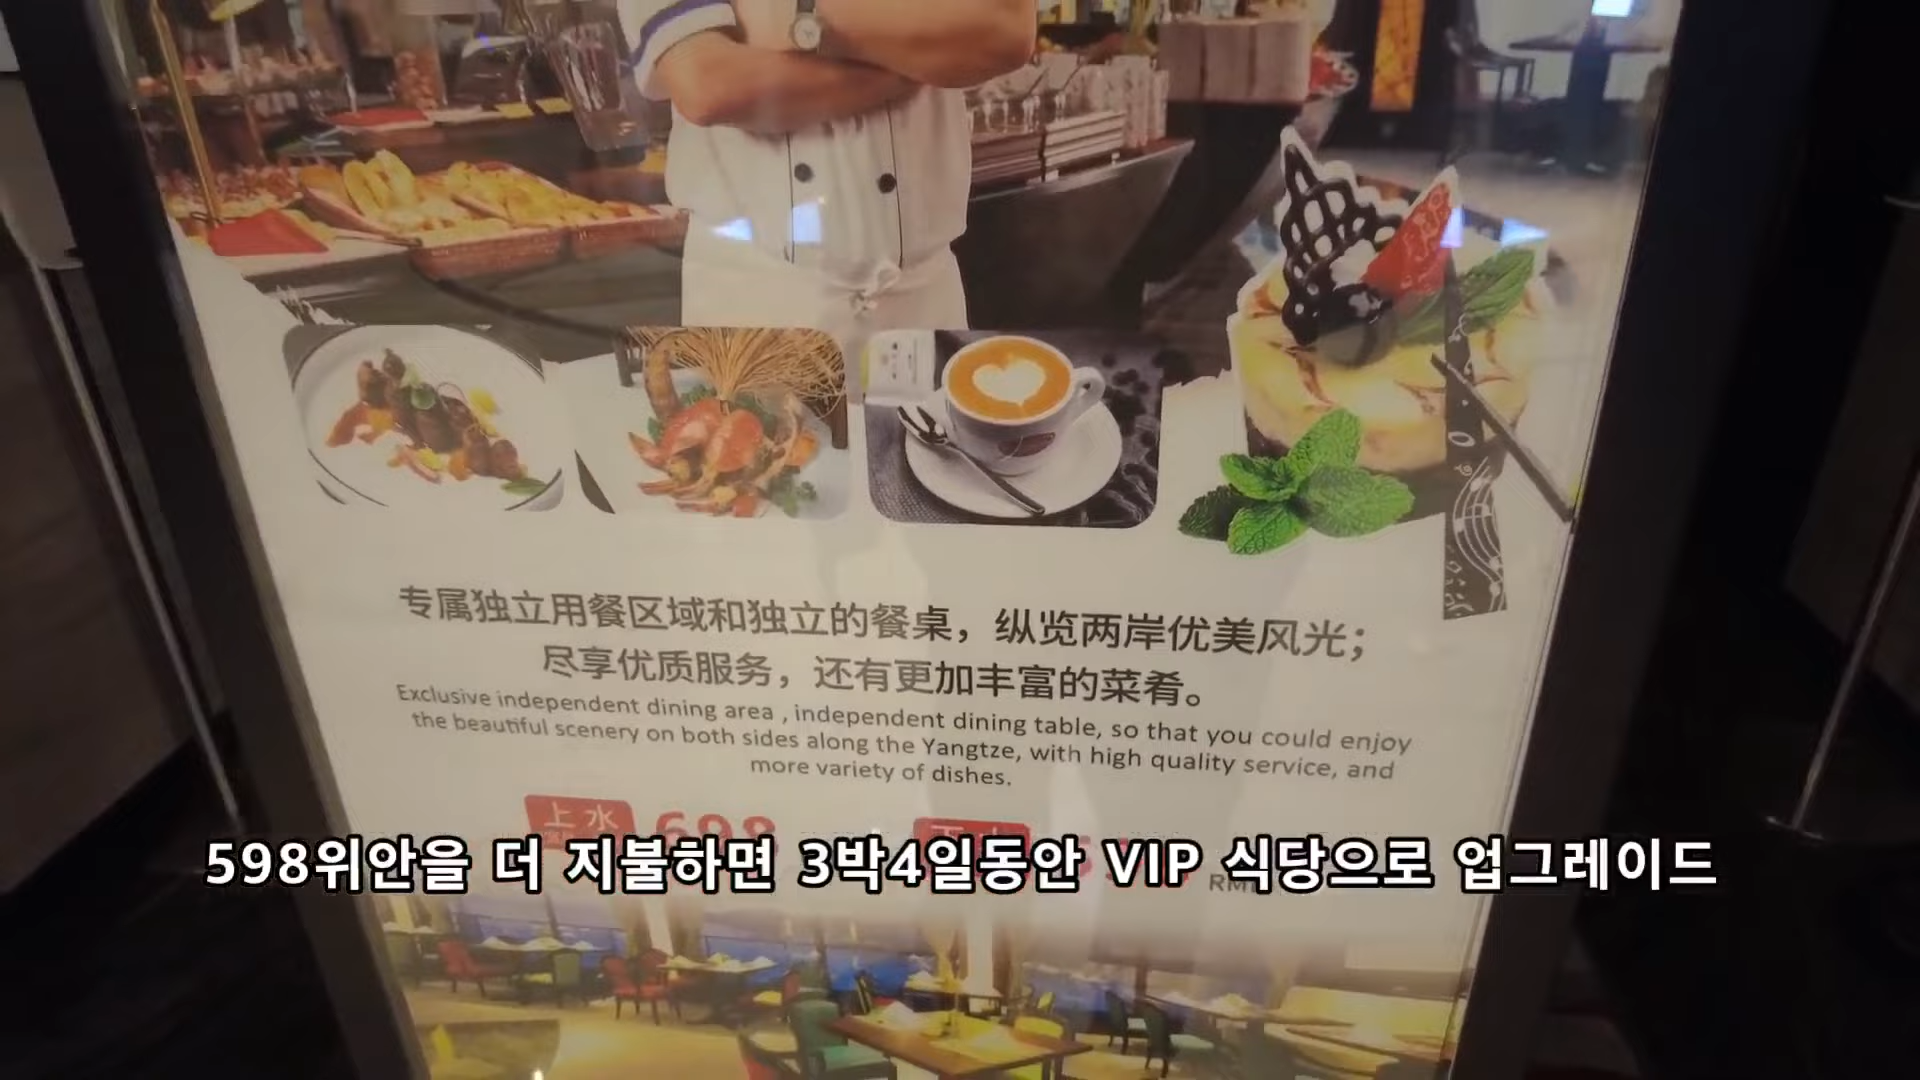 专属独立用餐区域和独立的餐桌，纵览两岸优美风光；
尽享优质服务，还有更加丰富的菜肴。
Exclusive independent dining area , independent dining table, so that you could enjoy
the beautiful scenery on both sides along the Yangtze, with high quality service, and
more variety of dishes.
上水 698
598위안을 더 지불하면 3박4일동안 VIP 식당으로 업그레이드